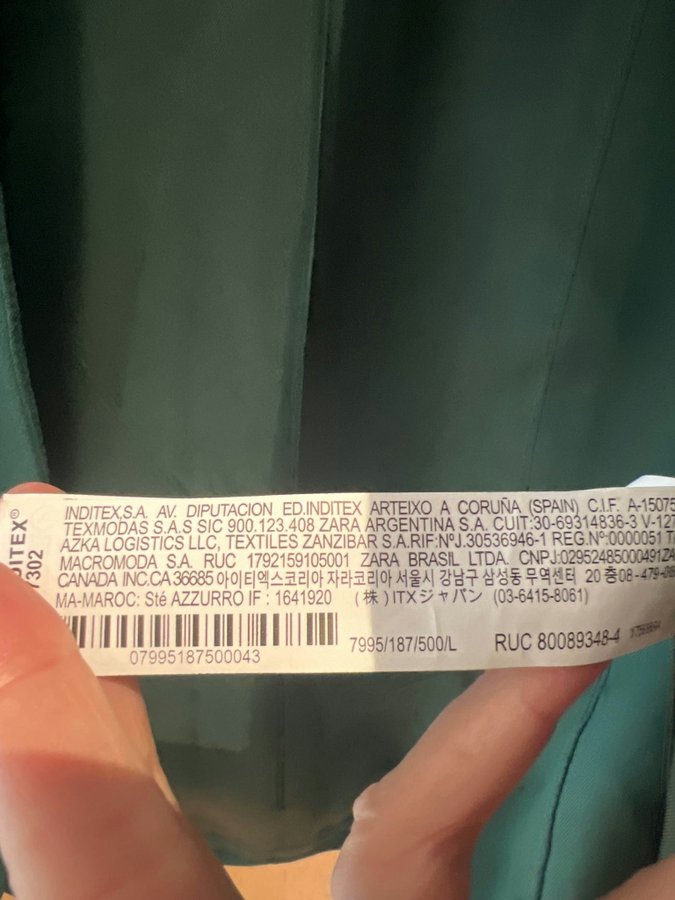 INDITEX,S.A. AV. DIPUTACION ED.INDITEX ARTEIXO A CORUÑA (SPAIN) C.I.F. A-15075
TEXMODAS S.A.S SIC 900.123.408 ZARA ARGENTINA S.A. CUIT:30-69314836-3 V-127
AZKA LOGISTICS LLC, TEXTILES ZANZIBAR S.A.RIF:NºJ.30536946-1 REG.Nº:0000051
MACROMODA S.A. RUC 1792159105001 ZARA BRASIL LTDA. CNPJ:02952485000491ZA
CANADA INC.CA 36685 아이티엑스코리아 자라코리아 서울시 강남구 삼성동 무역센터 20 층
MA-MAROC: Sté AZZURRO IF : 1641920 (株) ITXジャパン (03-6415-8061)
07995187500043
7995/187/500/L
RUC 80089348-4
DITEX®
7302